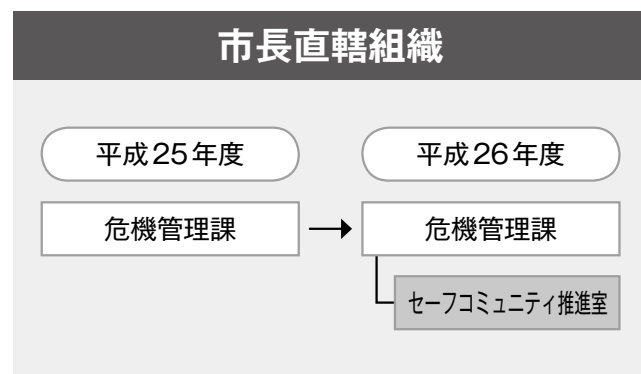 市長直轄組織
平成25年度
平成26年度
危機管理課
危機管理課
セーフコミュニティ推進室